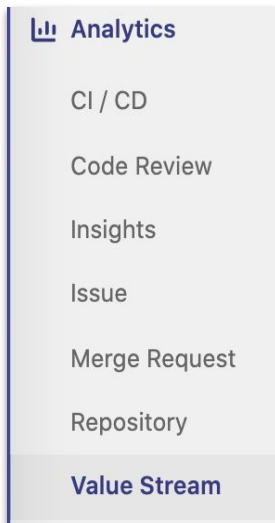 Analytics
CI / CD
Code Review
Insights
Issue
Merge Request
Repository
Value Stream